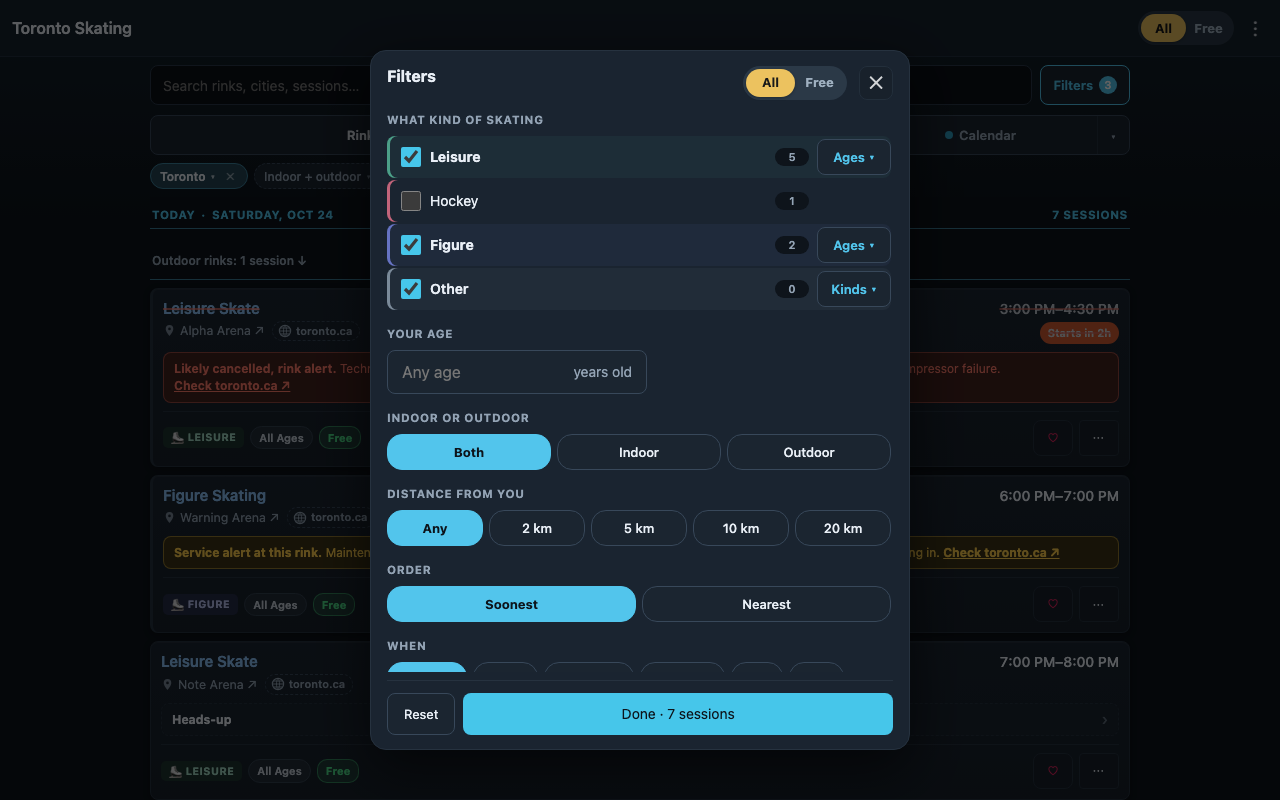 Toronto Skating
All Free
Search rinks, cities, sessions...
Filters 3
Rin
Calendar
Toronto
Indoor + outdoor
TODAY · SATURDAY, OCT 24
7 SESSIONS
Outdoor rinks: 1 session ↓
Leisure Skate
3:00 PM–4:30 PM
Alpha Arena ↗ toronto.ca
Starts in 2h
Likely cancelled, rink alert. Techn
mpressor failure.
Check toronto.ca ↗
LEISURE All Ages Free
Figure Skating
6:00 PM–7:00 PM
Warning Arena ↗ toronto.ca
Service alert at this rink. Mainten
ng in. Check toronto.ca ↗
FIGURE All Ages Free
Leisure Skate
7:00 PM–8:00 PM
Note Arena ↗ toronto.ca
Heads-up
LEISURE All Ages Free
Filters
All Free
WHAT KIND OF SKATING
Leisure 5 Ages
Hockey 1
Figure 2 Ages
Other 0 Kinds
YOUR AGE
Any age years old
INDOOR OR OUTDOOR
Both Indoor Outdoor
DISTANCE FROM YOU
Any 2 km 5 km 10 km 20 km
ORDER
Soonest Nearest
WHEN
Reset Done · 7 sessions